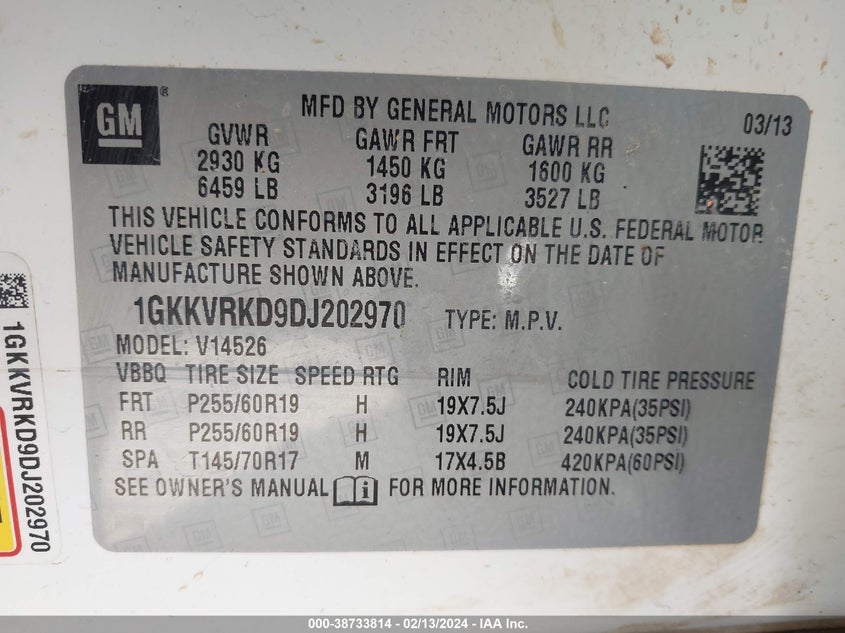 GM®
MFD BY GENERAL MOTORS LLC
03/13
GVWR GAWR FRT GAWR RR
2930 KG 1450 KG 1600 KG
6459 LB 3196 LB 3527 LB
THIS VEHICLE CONFORMS TO ALL APPLICABLE U.S. FEDERAL MOTOR
VEHICLE SAFETY STANDARDS IN EFFECT ON THE DATE OF
MANUFACTURE SHOWN ABOVE.
1GKKVRKD9DJ202970 TYPE: M.P.V.
MODEL: V14526
VBBQ TIRE SIZE SPEED RTG RIM COLD TIRE PRESSURE
FRT P255/60R19 H 19X7.5J 240KPA(35PSI)
RR P255/60R19 H 19X7.5J 240KPA(35PSI)
SPA T145/70R17 M 17X4.5B 420KPA(60PSI)
SEE OWNER'S MANUAL i FOR MORE INFORMATION.
1GKKVRKD9DJ202970
000-38733814 - 02/13/2024 - IAA Inc.